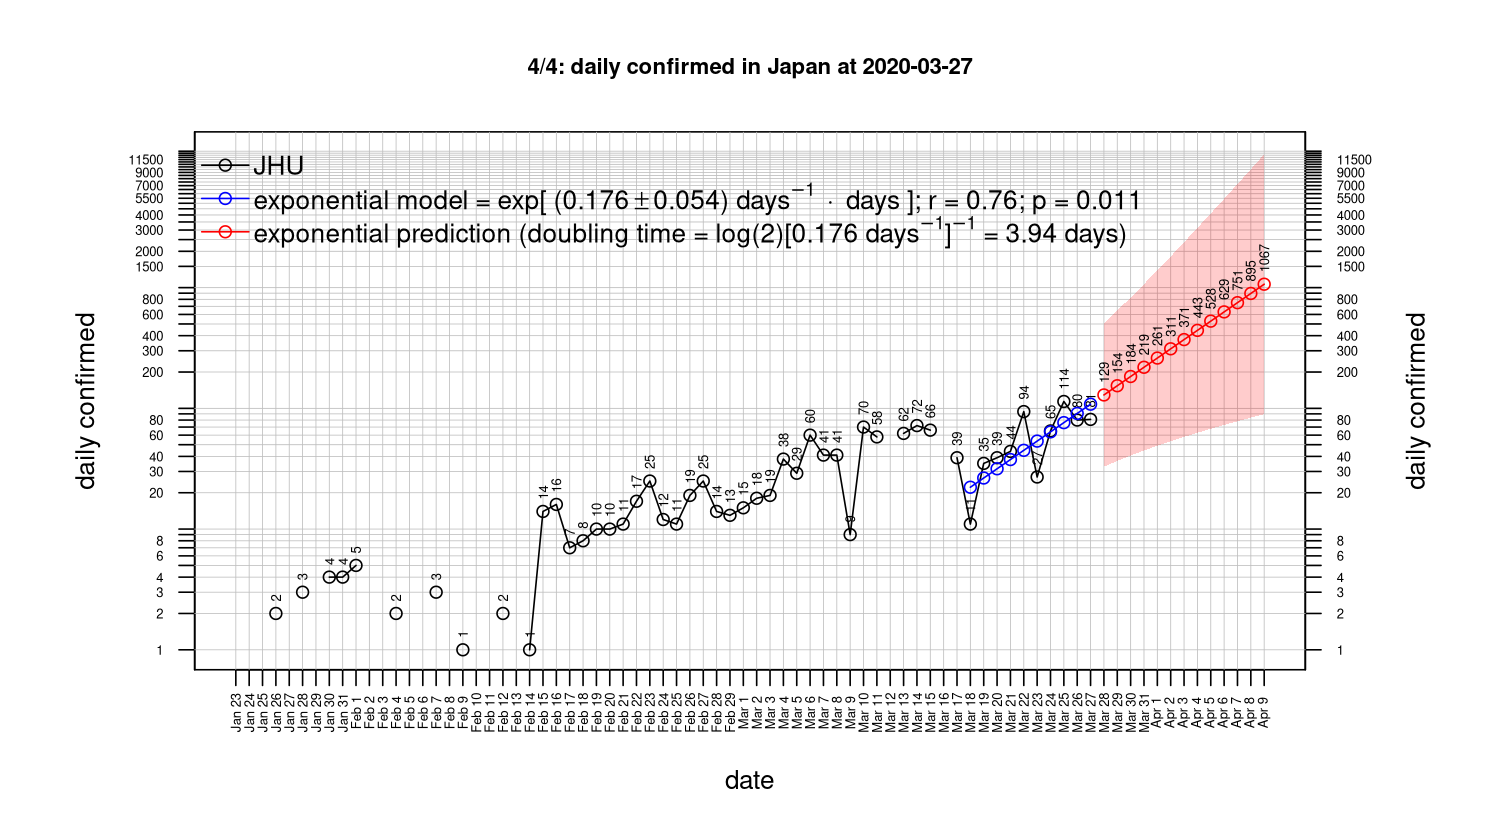 4/4: daily confirmed in Japan at 2020-03-27
JHU
exponential model = exp[ (0.176±0.054) days⁻¹ · days ]; r = 0.76; p = 0.011
exponential prediction (doubling time = log(2)[0.176 days⁻¹]⁻¹ = 3.94 days)
daily confirmed
11500
9000
7000
5500
4000
3000
2000
1500
800
600
400
300
200
80
60
40
30
20
8
6
4
3
2
1
2
3
4
4
5
2
3
1
2
1
14
16
7
8
10
10
11
17
25
12
11
19
25
14
13
15
18
19
38
29
60
41
41
9
70
58
62
72
66
39
11
35
39
44
94
27
65
114
80
81
129
154
184
219
261
311
371
443
528
629
751
895
1067
11500
9000
7000
5500
4000
3000
2000
1500
800
600
400
300
200
80
60
40
30
20
8
6
4
3
2
1
daily confirmed
Jan 23
Jan 24
Jan 25
Jan 26
Jan 27
Jan 28
Jan 29
Jan 30
Jan 31
Feb 1
Feb 2
Feb 3
Feb 4
Feb 5
Feb 6
Feb 7
Feb 8
Feb 9
Feb 10
Feb 11
Feb 12
Feb 13
Feb 14
Feb 15
Feb 16
Feb 17
Feb 18
Feb 19
Feb 20
Feb 21
Feb 22
Feb 23
Feb 24
Feb 25
Feb 26
Feb 27
Feb 28
Feb 29
Mar 1
Mar 2
Mar 3
Mar 4
Mar 5
Mar 6
Mar 7
Mar 8
Mar 9
Mar 10
Mar 11
Mar 12
Mar 13
Mar 14
Mar 15
Mar 16
Mar 17
Mar 18
Mar 19
Mar 20
Mar 21
Mar 22
Mar 23
Mar 24
Mar 25
Mar 26
Mar 27
Mar 28
Mar 29
Mar 30
Mar 31
Apr 1
Apr 2
Apr 3
Apr 4
Apr 5
Apr 6
Apr 7
Apr 8
Apr 9
date